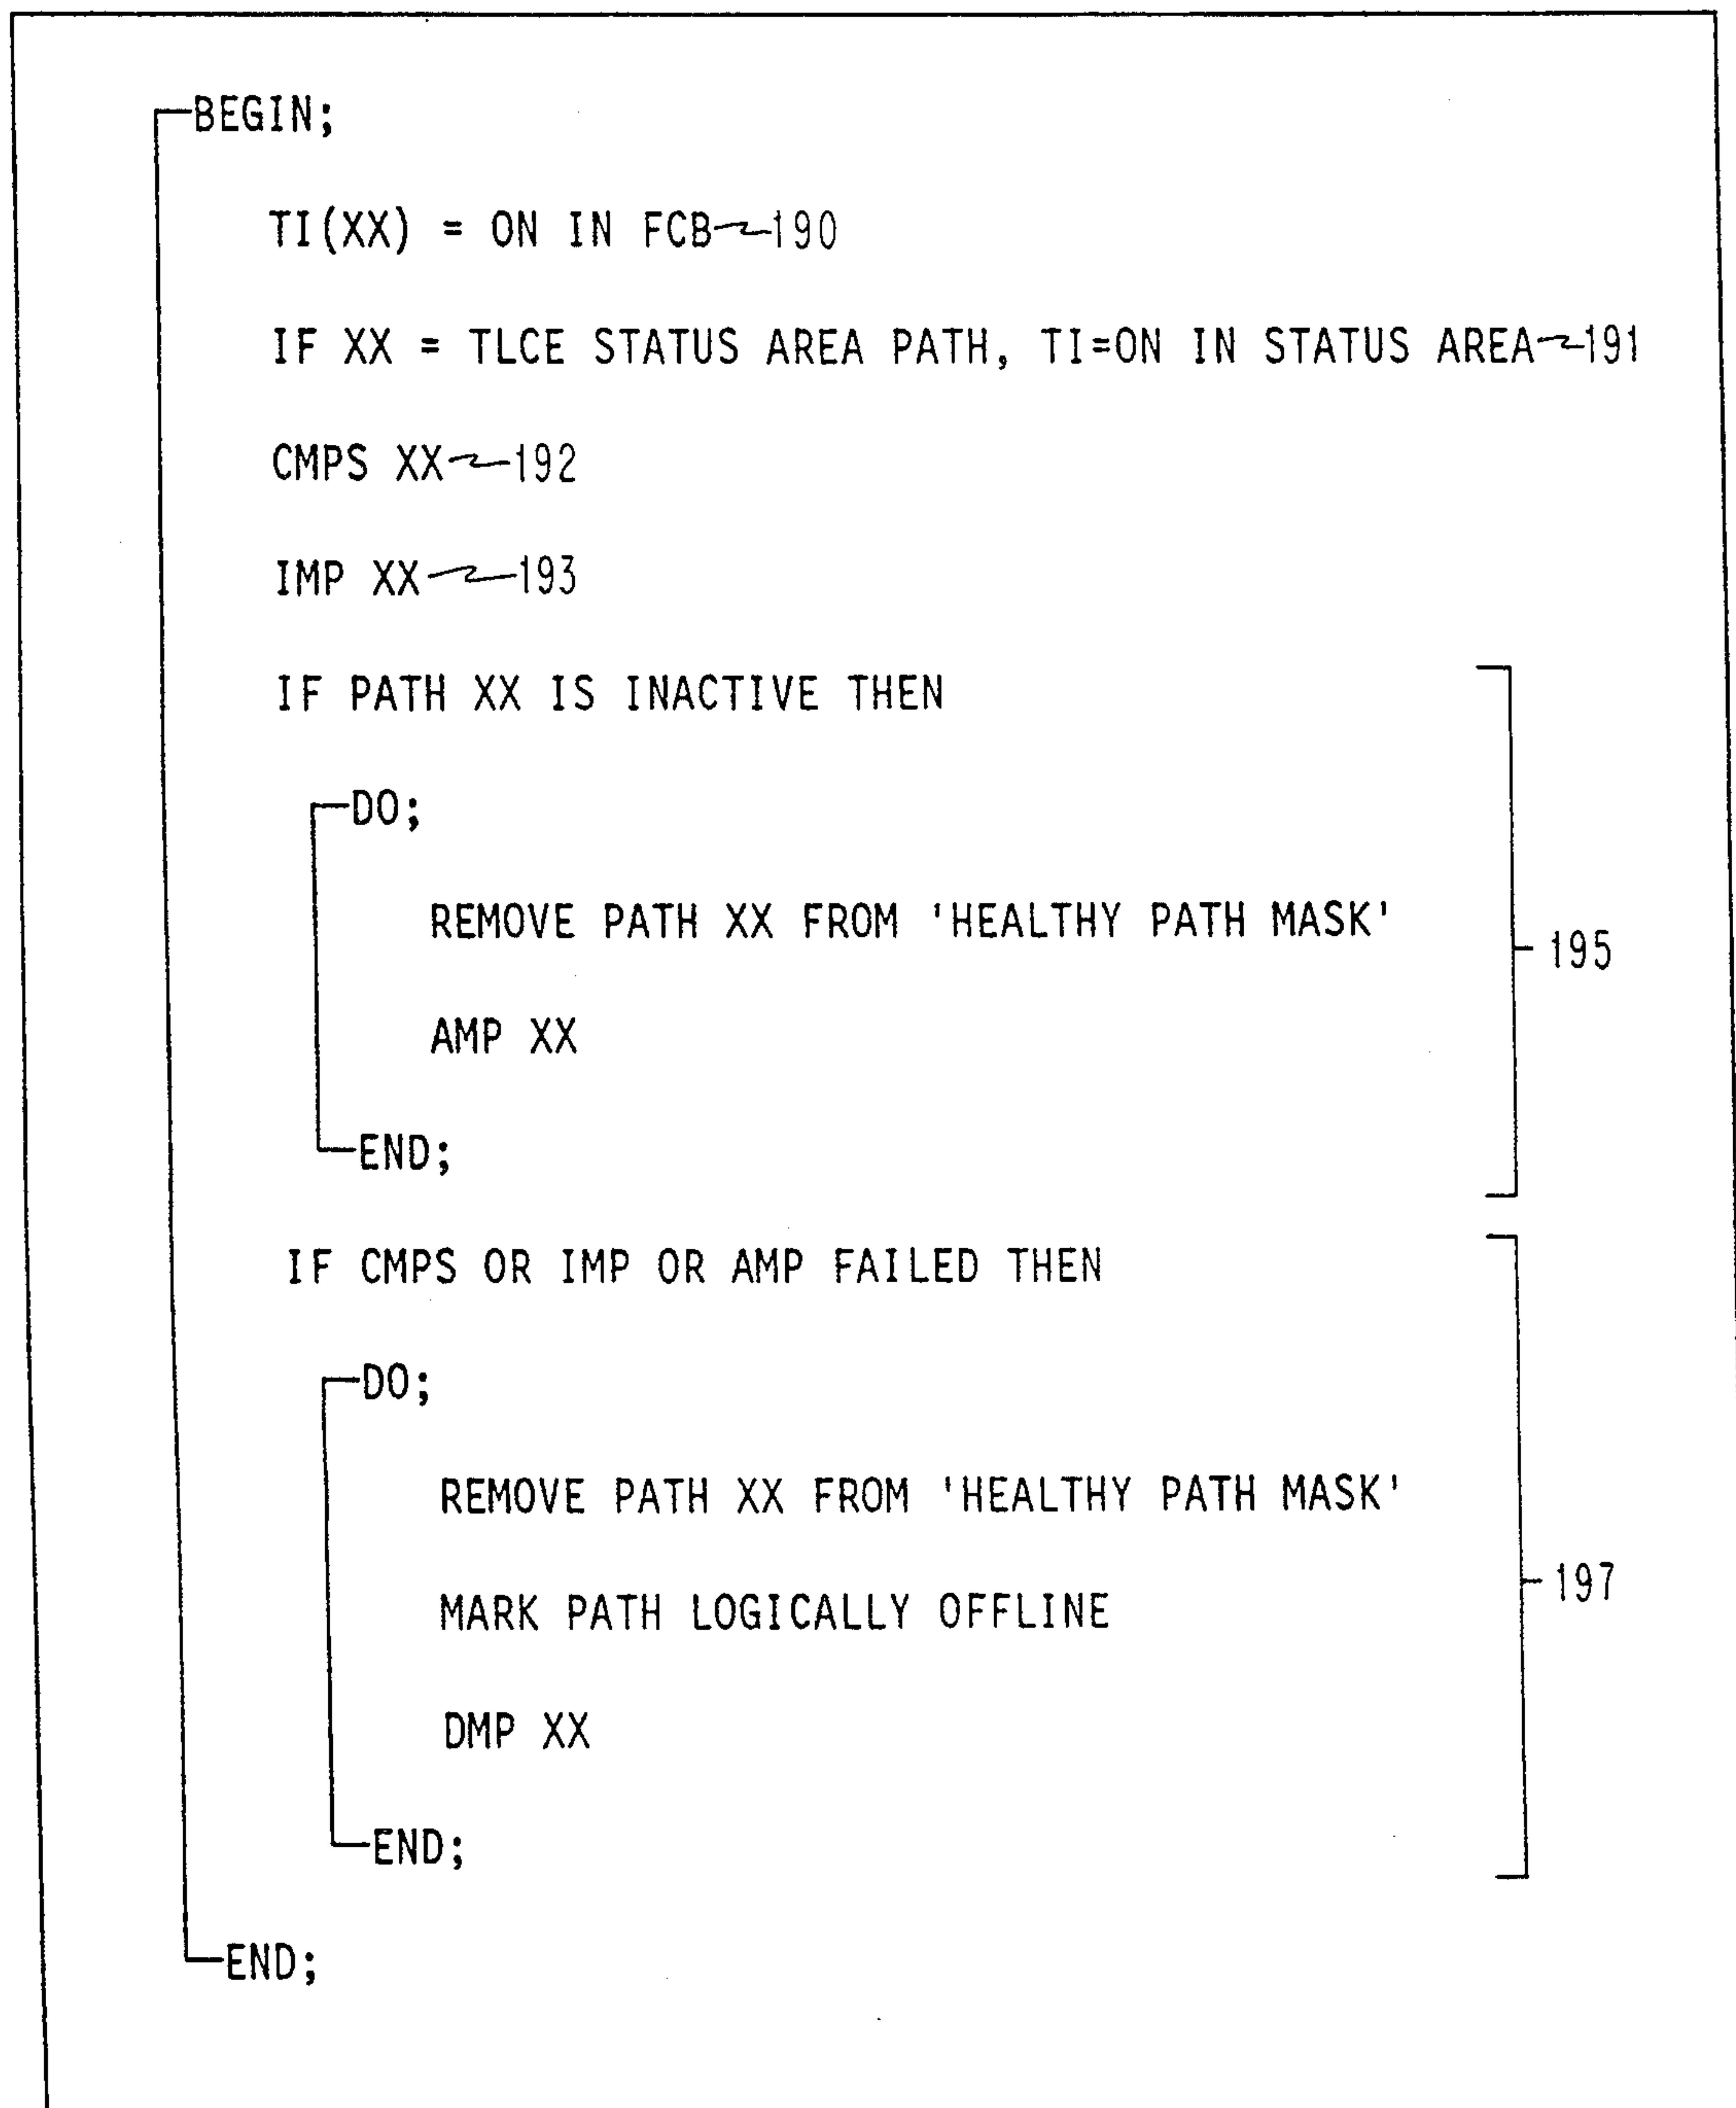 BEGIN;
TI(XX) = ON IN FCB 190
IF XX = TLCE STATUS AREA PATH, TI=ON IN STATUS AREA 191
CMPS XX 192
IMP XX 193
IF PATH XX IS INACTIVE THEN
DO;
REMOVE PATH XX FROM 'HEALTHY PATH MASK'
195
AMP XX
END;
IF CMPS OR IMP OR AMP FAILED THEN
DO;
REMOVE PATH XX FROM 'HEALTHY PATH MASK'
197
MARK PATH LOGICALLY OFFLINE
DMP XX
END;
END;